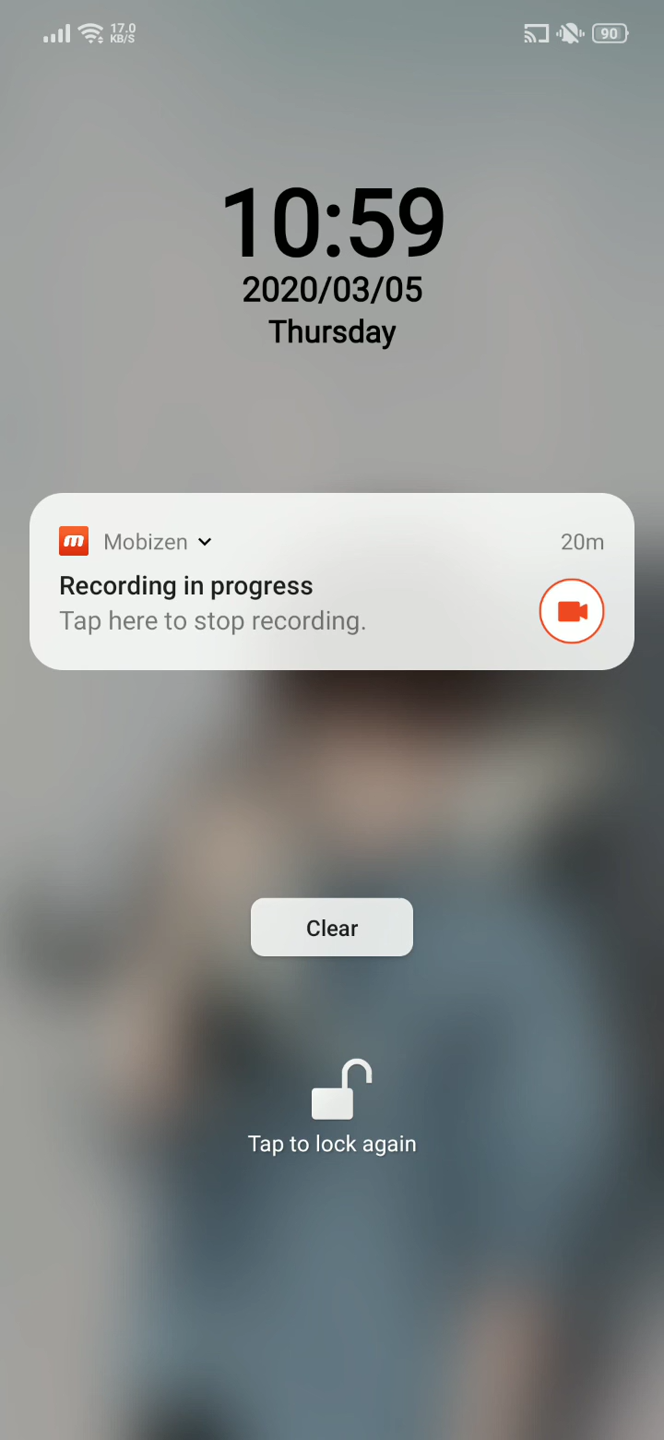 17.0
KB/S
90
10:59
2020/03/05
Thursday
m Mobizen 20m
Recording in progress
Tap here to stop recording.
Clear
Tap to lock again